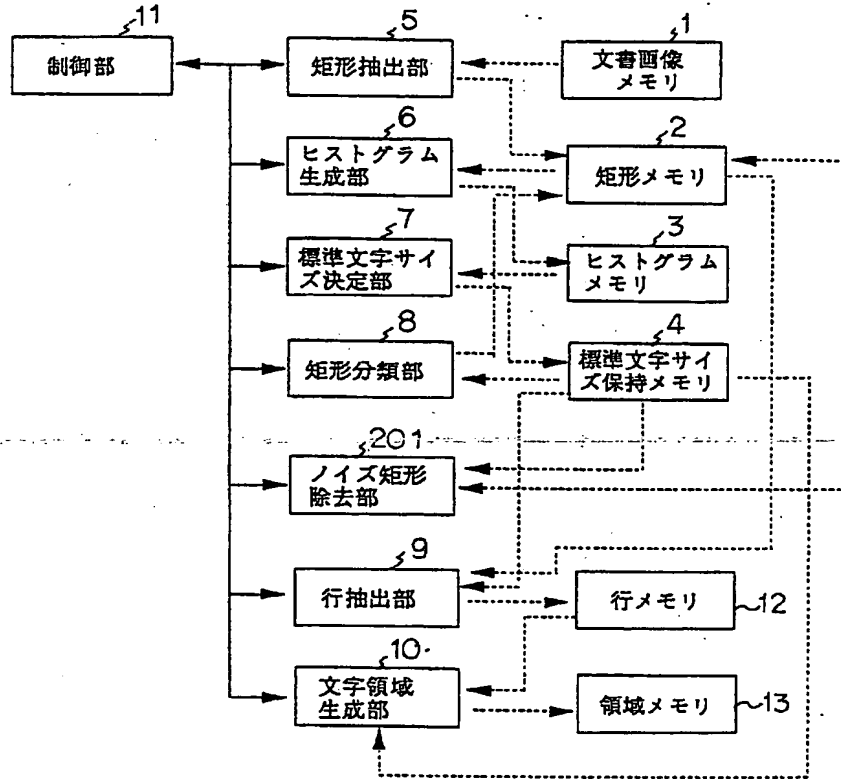 11
制御部
5
矩形抽出部
1
文書画像
メモリ
6
ヒストグラム
生成部
2
矩形メモリ
7
標準文字サイ
ズ決定部
3
ヒストグラム
メモリ
8
矩形分類部
4
標準文字サイ
ズ保持メモリ
201
ノイズ矩形
除去部
9
行抽出部
行メモリ
12
10
文字領域
生成部
領域メモリ
13